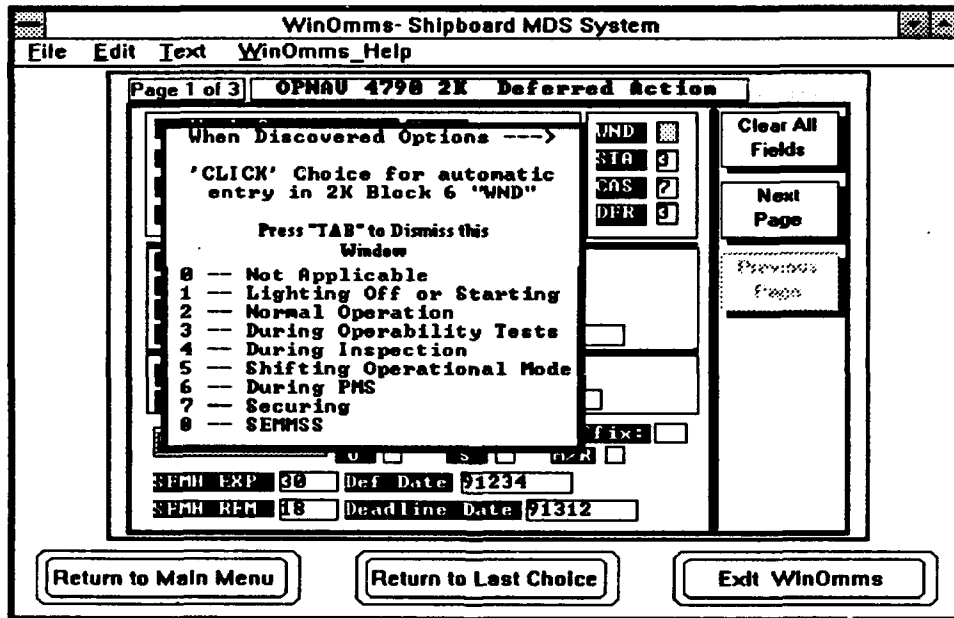 WinOmms- Shipboard MDS System
File Edit Text WinOmms_Help
Page 1 of 3 OPNAV 4790 2K Deferred Action
When Discovered Options --->
'CLICK' Choice for automatic
entry in 2K Block 6 "WND"
Press "TAB" to Dismiss this
Window
0 -- Not Applicable
1 -- Lighting Off or Starting
2 -- Normal Operation
3 -- During Operability Tests
4 -- During Inspection
5 -- Shifting Operational Mode
6 -- During PMS
7 -- Securing
0 -- SEMMSS
WND
STA 3
CAS 7
DFR 3
Clear All
Fields
Next
Page
Previous
Page
fix:
S M/R
SFMH EXP 30 Def Date 91234
SFMH REM 18 Deadline Date 91312
Return to Main Menu Return to Last Choice Exit WinOmms